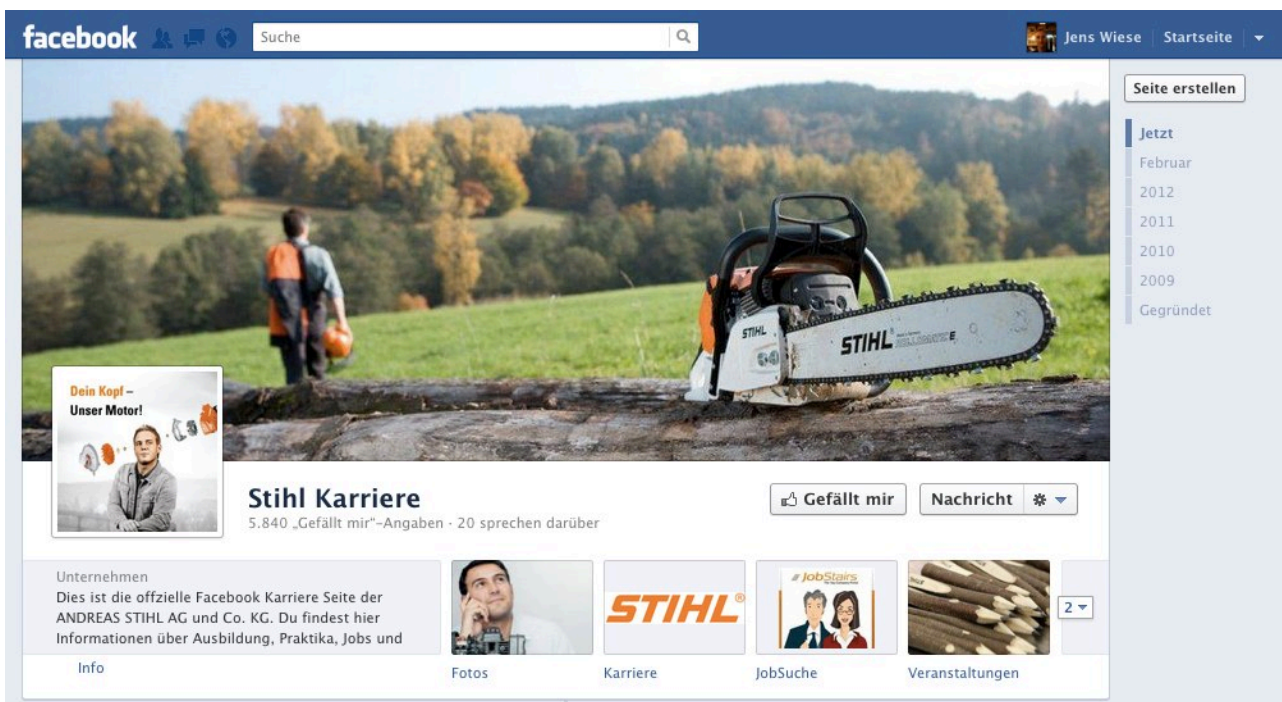 facebook
Suche
Jens Wiese
Startseite
Seite erstellen
Jetzt
Februar
2012
2011
2010
2009
Gegründet
STIHL
STIHL
E
Dein Kopf –
Unser Motor!
Stihl Karriere
5.840 „Gefällt mir“-Angaben · 20 sprechen darüber
Gefällt mir
Nachricht
Unternehmen
Dies ist die offzielle Facebook Karriere Seite der
ANDREAS STIHL AG und Co. KG. Du findest hier
Informationen über Ausbildung, Praktika, Jobs und
Info
STIHL®
JobStairs
2
Fotos
Karriere
JobSuche
Veranstaltungen